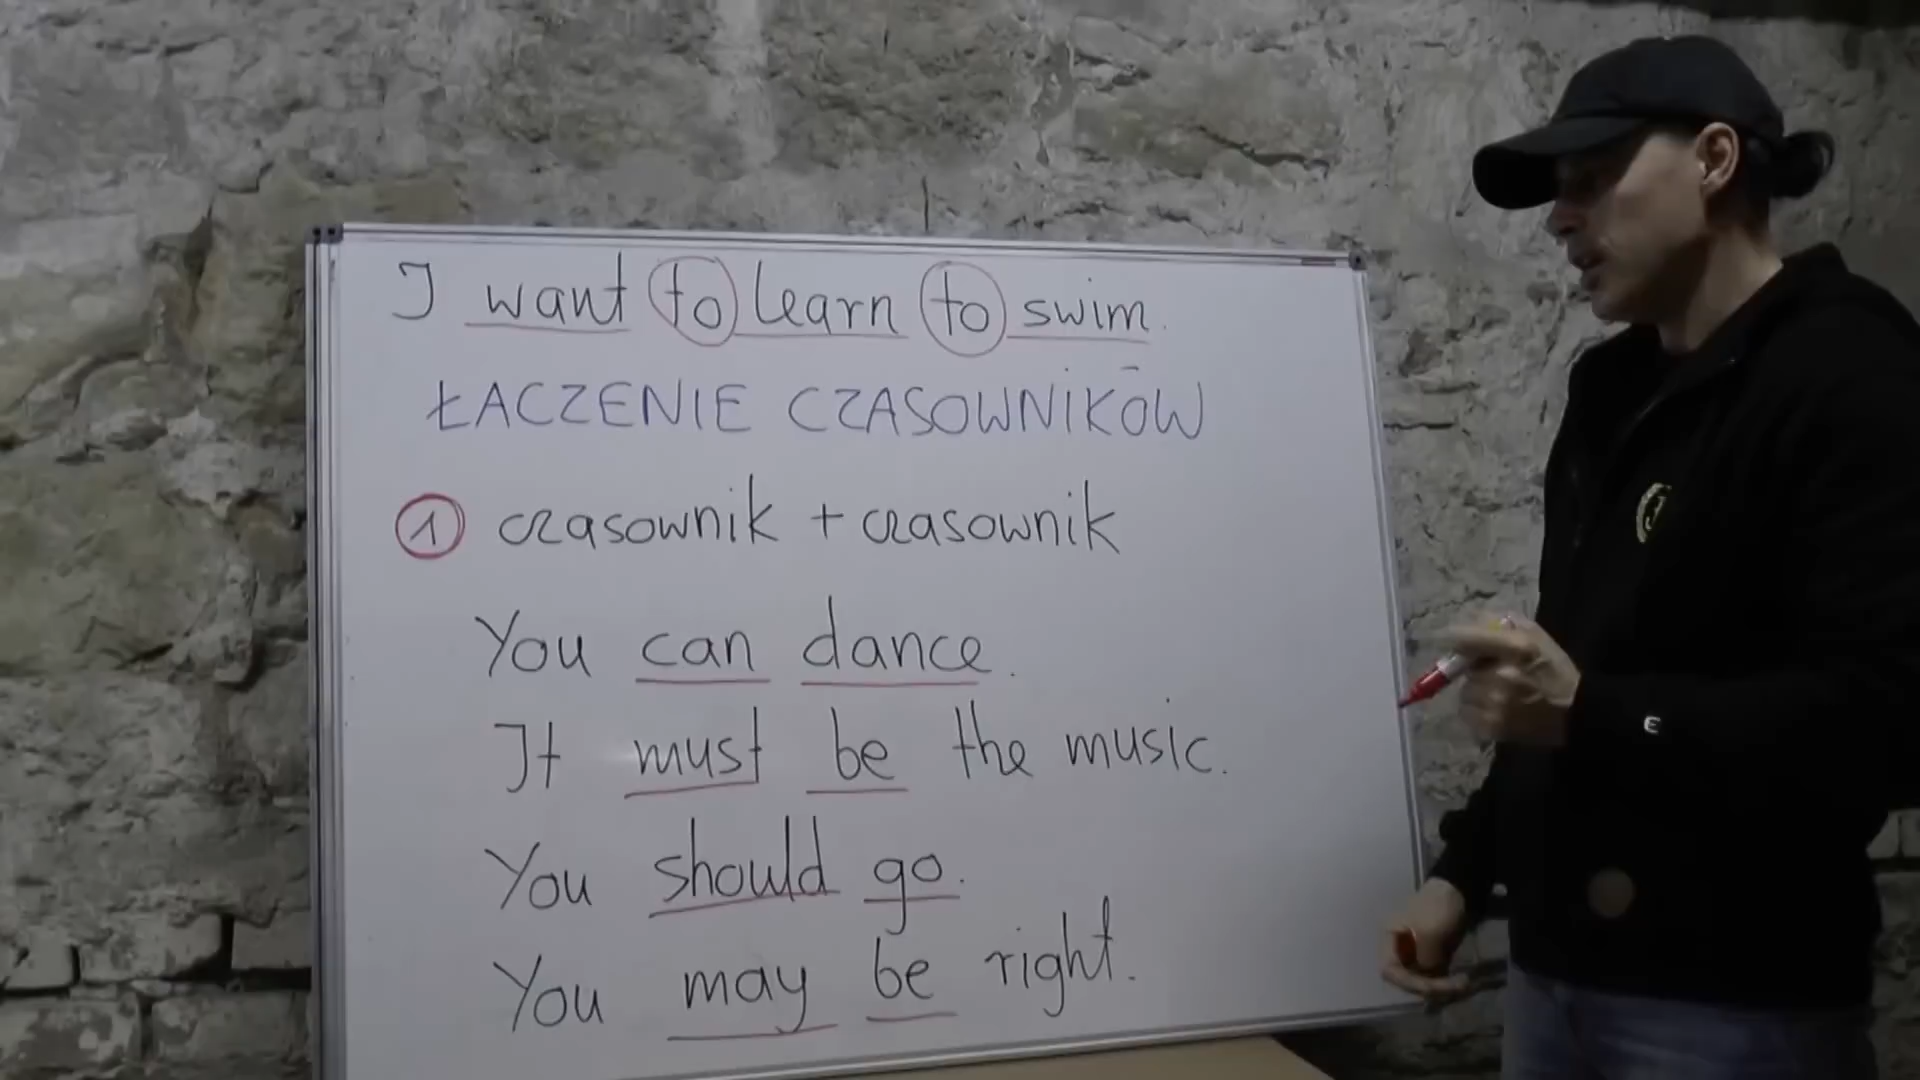 I want to learn to swim.
ŁACZENIE CZASOWNIKÓW
1 czasownik + czasownik
You can dance.
It must be the music.
You should go.
You may be right.
E